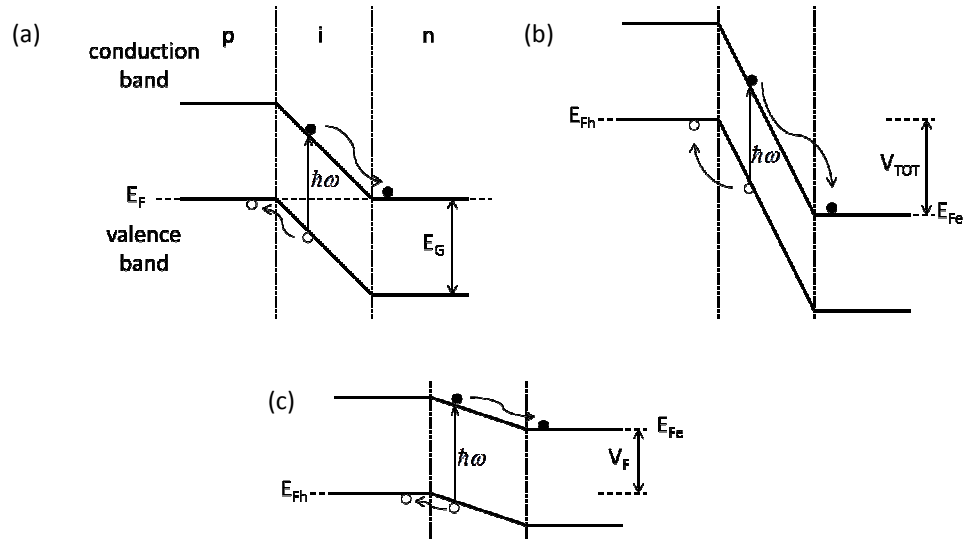 (a)
p i n
conduction
band
ħω
E_F
valence
band
E_G
(b)
E_Fh
ħω
V_TOT
E_Fe
(c)
ħω
E_Fe
V_F
E_Fh